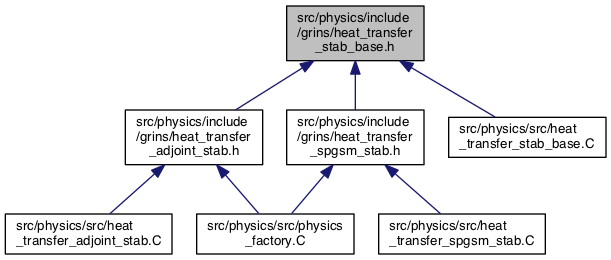 src/physics/include
/grins/heat_transfer
_stab_base.h
src/physics/include
/grins/heat_transfer
_adjoint_stab.h
src/physics/include
/grins/heat_transfer
_spgsm_stab.h
src/physics/src/heat
_transfer_stab_base.C
src/physics/src/heat
_transfer_adjoint_stab.C
src/physics/src/physics
_factory.C
src/physics/src/heat
_transfer_spgsm_stab.C